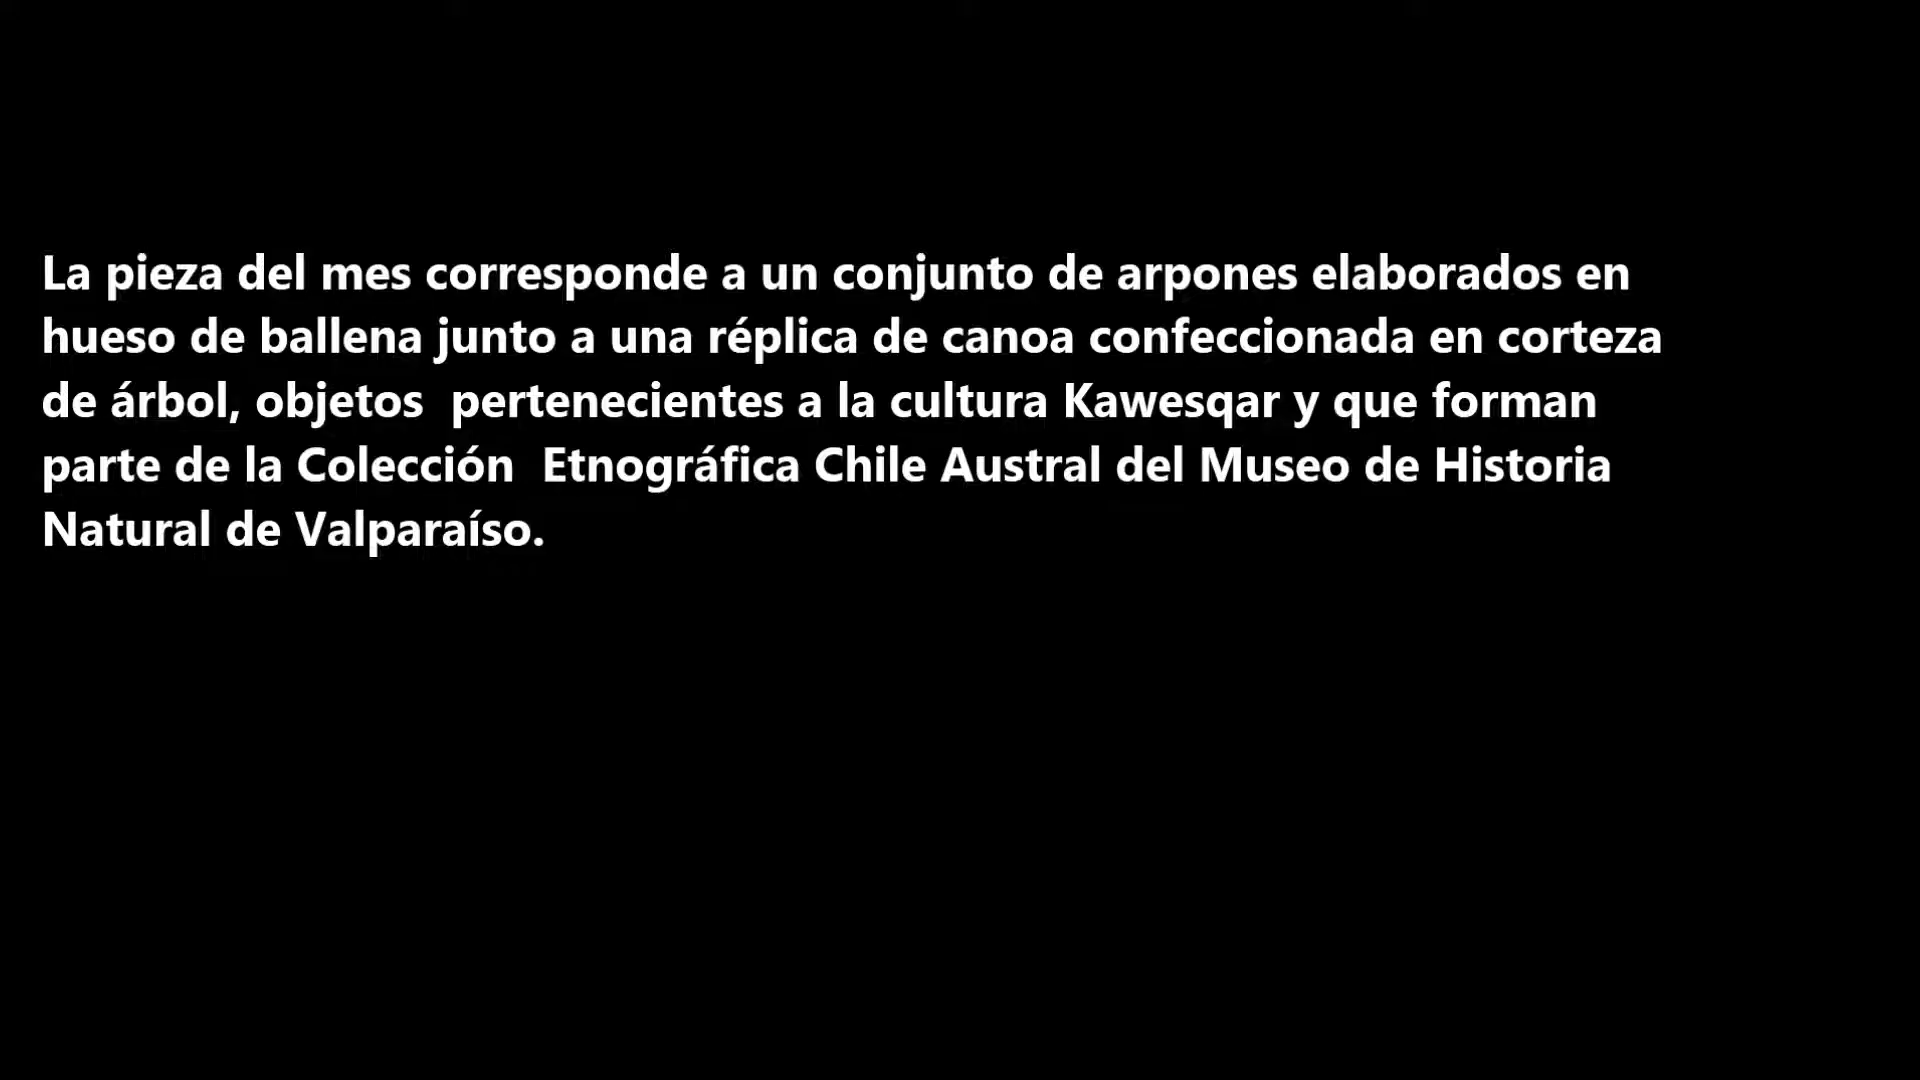 La pieza del mes corresponde a un conjunto de arpones elaborados en
hueso de ballena junto a una réplica de canoa confeccionada en corteza
de árbol, objetos  pertenecientes a la cultura Kawesqar y que forman
parte de la Colección  Etnográfica Chile Austral del Museo de Historia
Natural de Valparaíso.